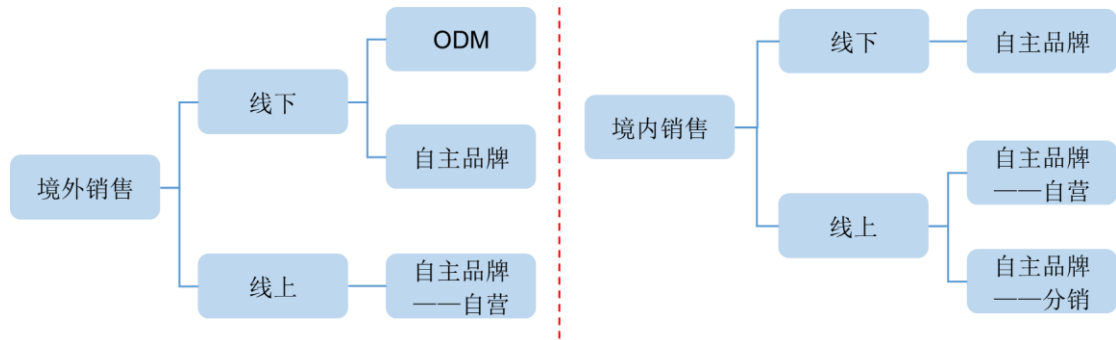 境外销售
线下
ODM
自主品牌
线上
自主品牌
——自营
境内销售
线下
自主品牌
线上
自主品牌
——自营
自主品牌
——分销